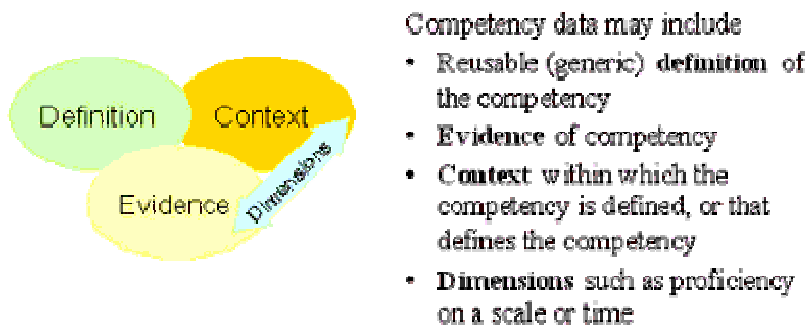 Definition
Context
Evidence
Dimensions
Competency data may include
• Reusable (generic) definition of
the competency
• Evidence of competency
• Context within which the
competency is defined, or that
defines the competency
• Dimensions such as proficiency
on a scale or time